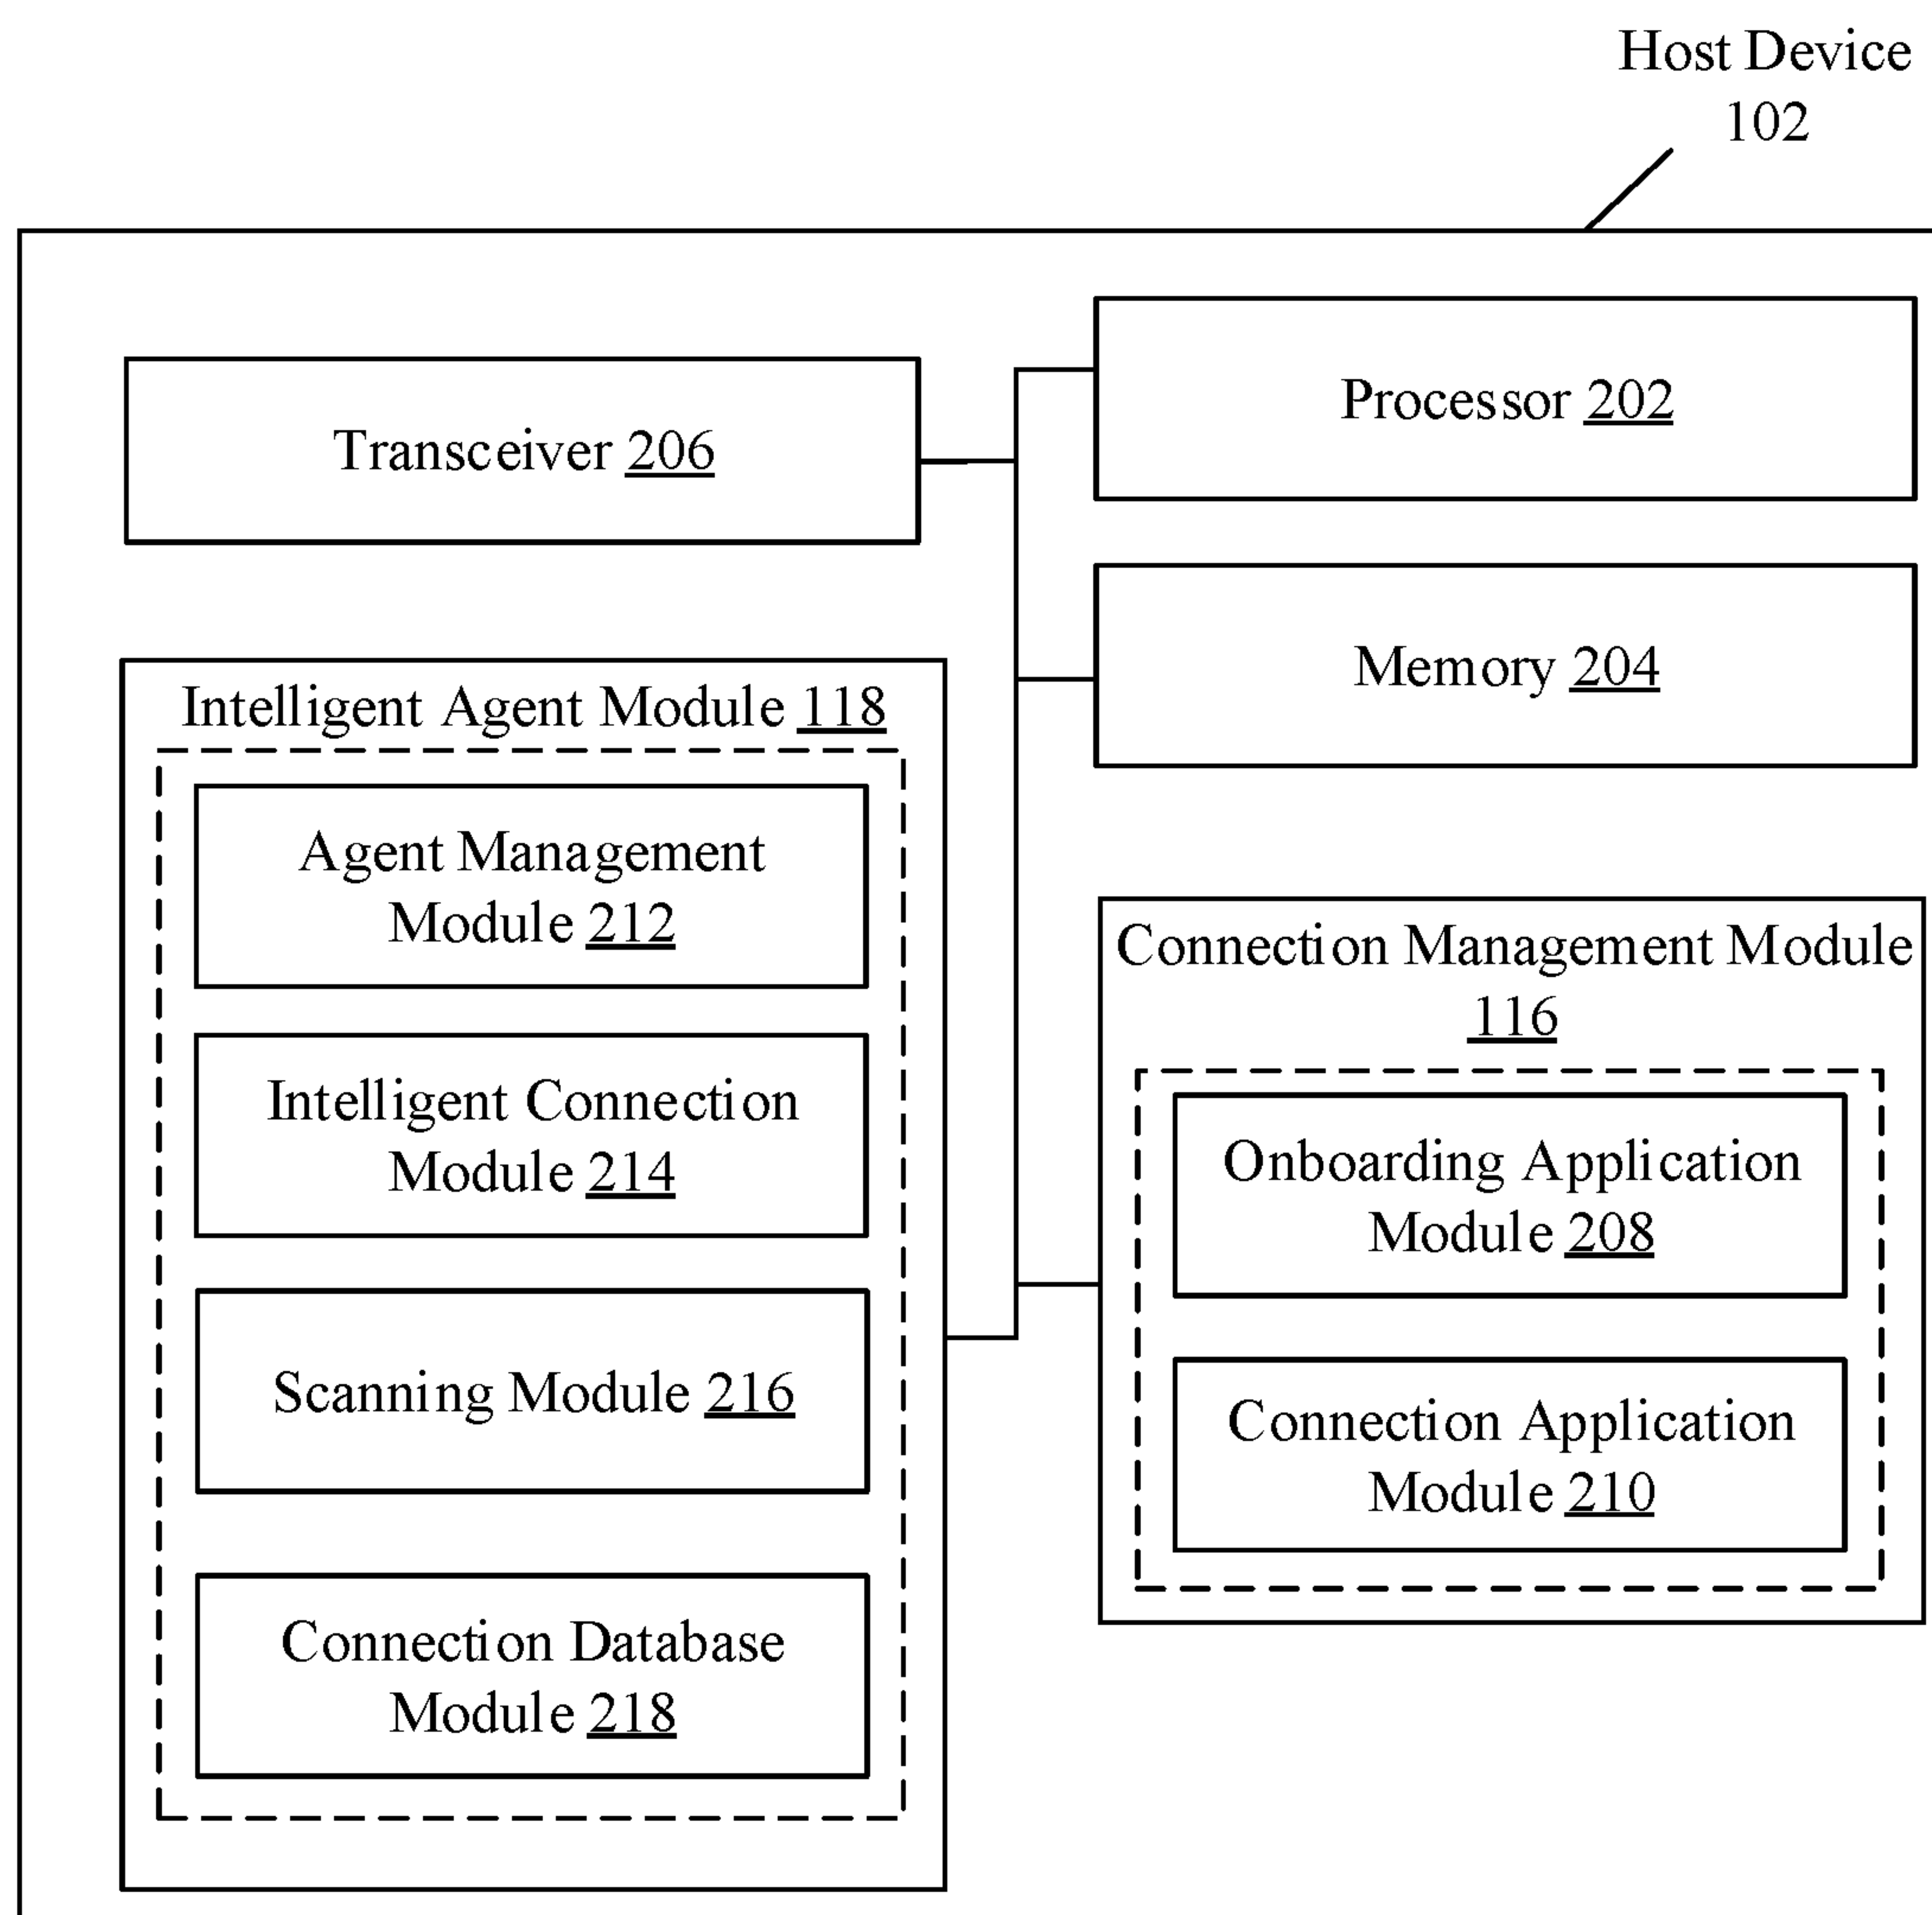 Host Device
102
Processor 202
Transceiver 206
Memory 204
Intelligent Agent Module 118
Agent Management
Module 212
Intelligent Connection
Module 214
Scanning Module 216
Connection Database
Module 218
Connection Management Module
116
Onboarding Application
Module 208
Connection Application
Module 210